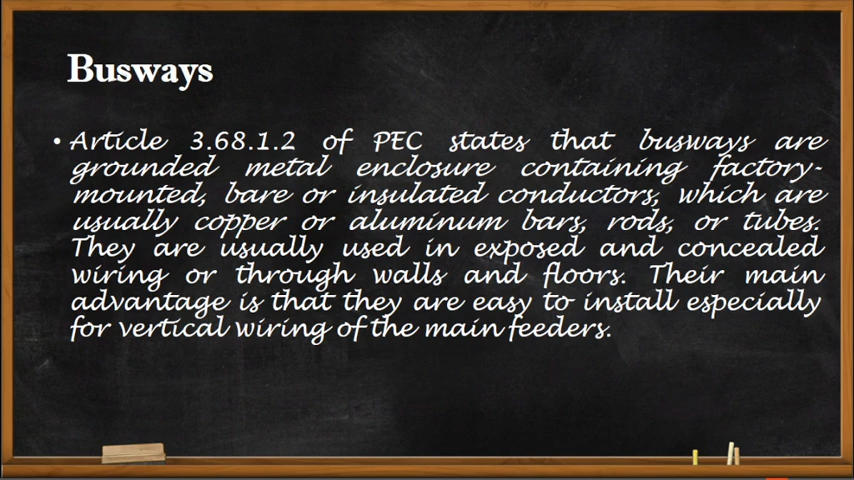 Busways
• Article 3.68.1.2 of PEC states that busways are
grounded metal enclosure containing factory-
mounted, bare or insulated conductors, which are
usually copper or aluminum bars, rods, or tubes.
They are usually used in exposed and concealed
wiring or through walls and floors. Their main
advantage is that they are easy to install especially
for vertical wiring of the main feeders.